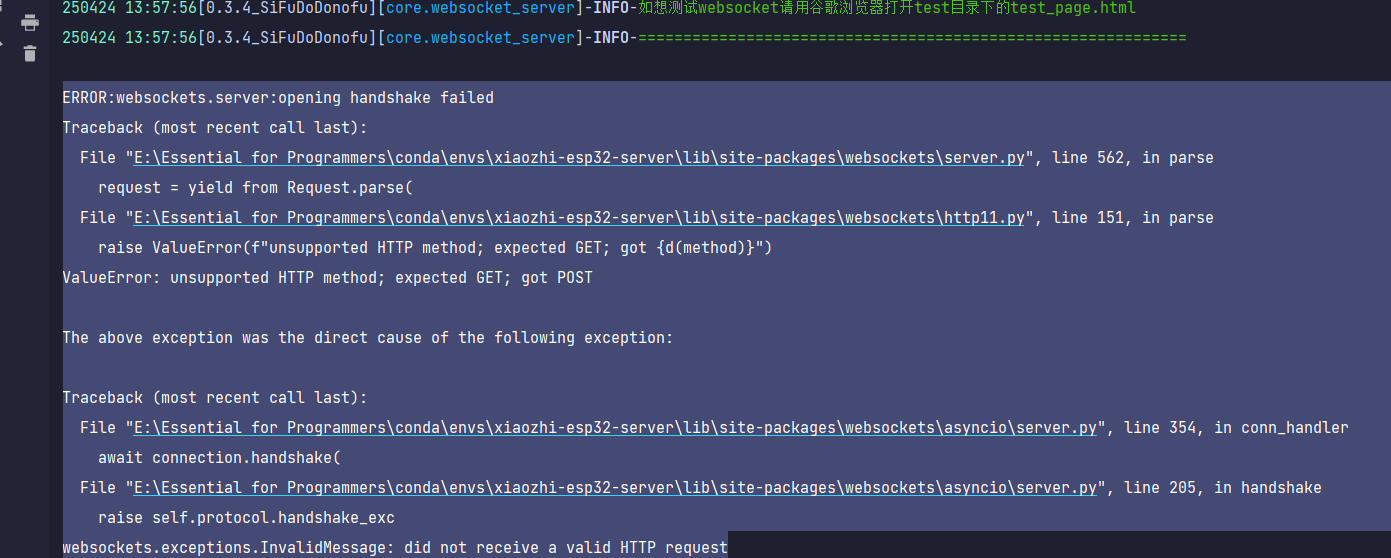 250424 13:57:56[0.3.4_SiFuDoDonofu][core.websocket_server]-INFO-如想测试websocket请用谷歌浏览器打开test目录下的test_page.html
250424 13:57:56[0.3.4_SiFuDoDonofu][core.websocket_server]-INFO-=============================================================
ERROR:websockets.server:opening handshake failed
Traceback (most recent call last):
  File "E:\Essential for Programmers\conda\envs\xiaozhi-esp32-server\lib\site-packages\websockets\server.py", line 562, in parse
    request = yield from Request.parse(
  File "E:\Essential for Programmers\conda\envs\xiaozhi-esp32-server\lib\site-packages\websockets\http11.py", line 151, in parse
    raise ValueError(f"unsupported HTTP method; expected GET; got {d(method)}")
ValueError: unsupported HTTP method; expected GET; got POST
The above exception was the direct cause of the following exception:
Traceback (most recent call last):
  File "E:\Essential for Programmers\conda\envs\xiaozhi-esp32-server\lib\site-packages\websockets\asyncio\server.py", line 354, in conn_handler
    await connection.handshake(
  File "E:\Essential for Programmers\conda\envs\xiaozhi-esp32-server\lib\site-packages\websockets\asyncio\server.py", line 205, in handshake
    raise self.protocol.handshake_exc
websockets.exceptions.InvalidMessage: did not receive a valid HTTP request